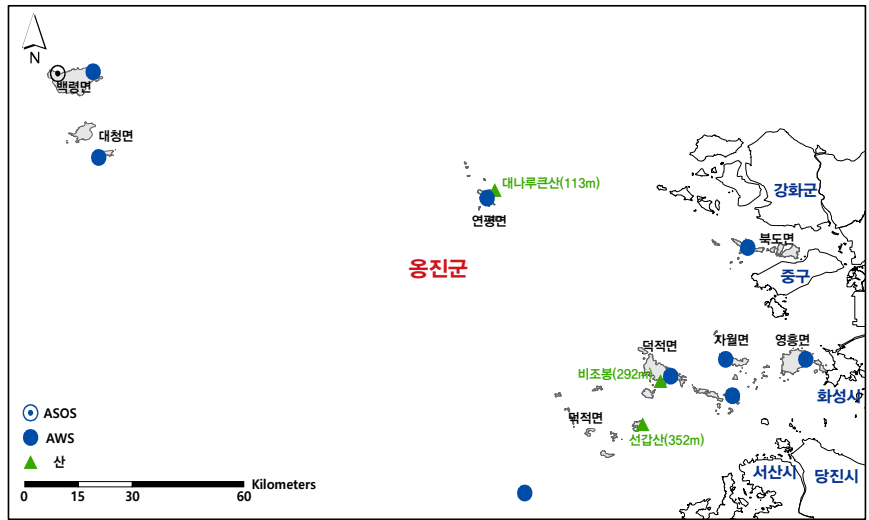 N
백령면
대청면
대나루큰산(113m)
연평면
강화군
북도면
옹진군
중구
덕적면
자월면
영흥면
비조봉(292m)
화성시
덕적면
선갑산(352m)
서산시
당진시
ASOS
AWS
산
Kilometers
0 15 30 60